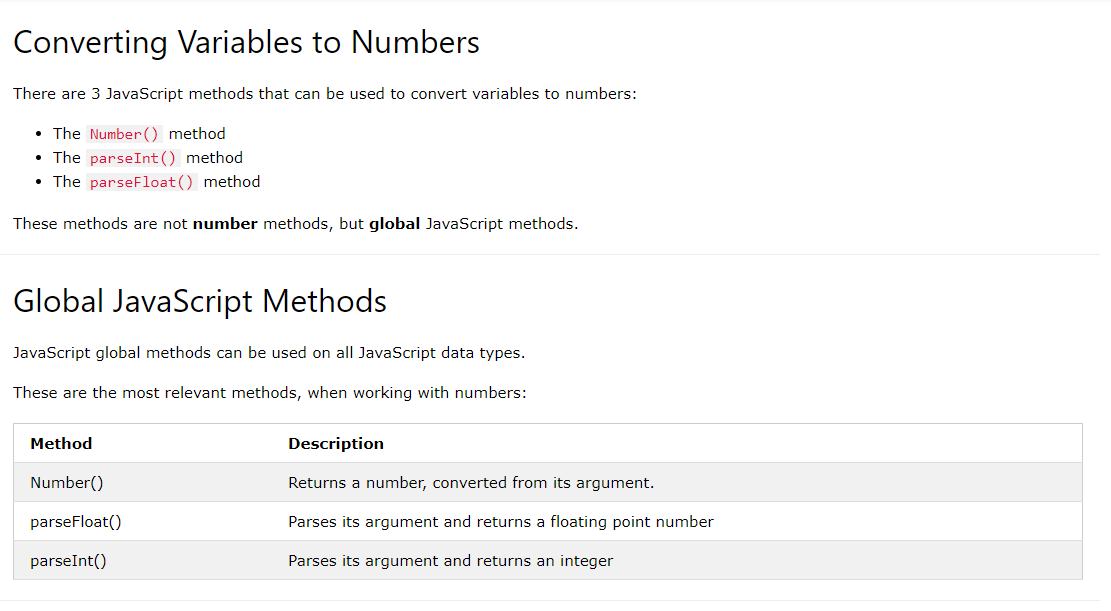 Converting Variables to Numbers
There are 3 JavaScript methods that can be used to convert variables to numbers:
• The Number() method
• The parseInt() method
• The parseFloat() method
These methods are not number methods, but global JavaScript methods.
Global JavaScript Methods
JavaScript global methods can be used on all JavaScript data types.
These are the most relevant methods, when working with numbers:
Method Description
Number() Returns a number, converted from its argument.
parseFloat() Parses its argument and returns a floating point number
parseInt() Parses its argument and returns an integer